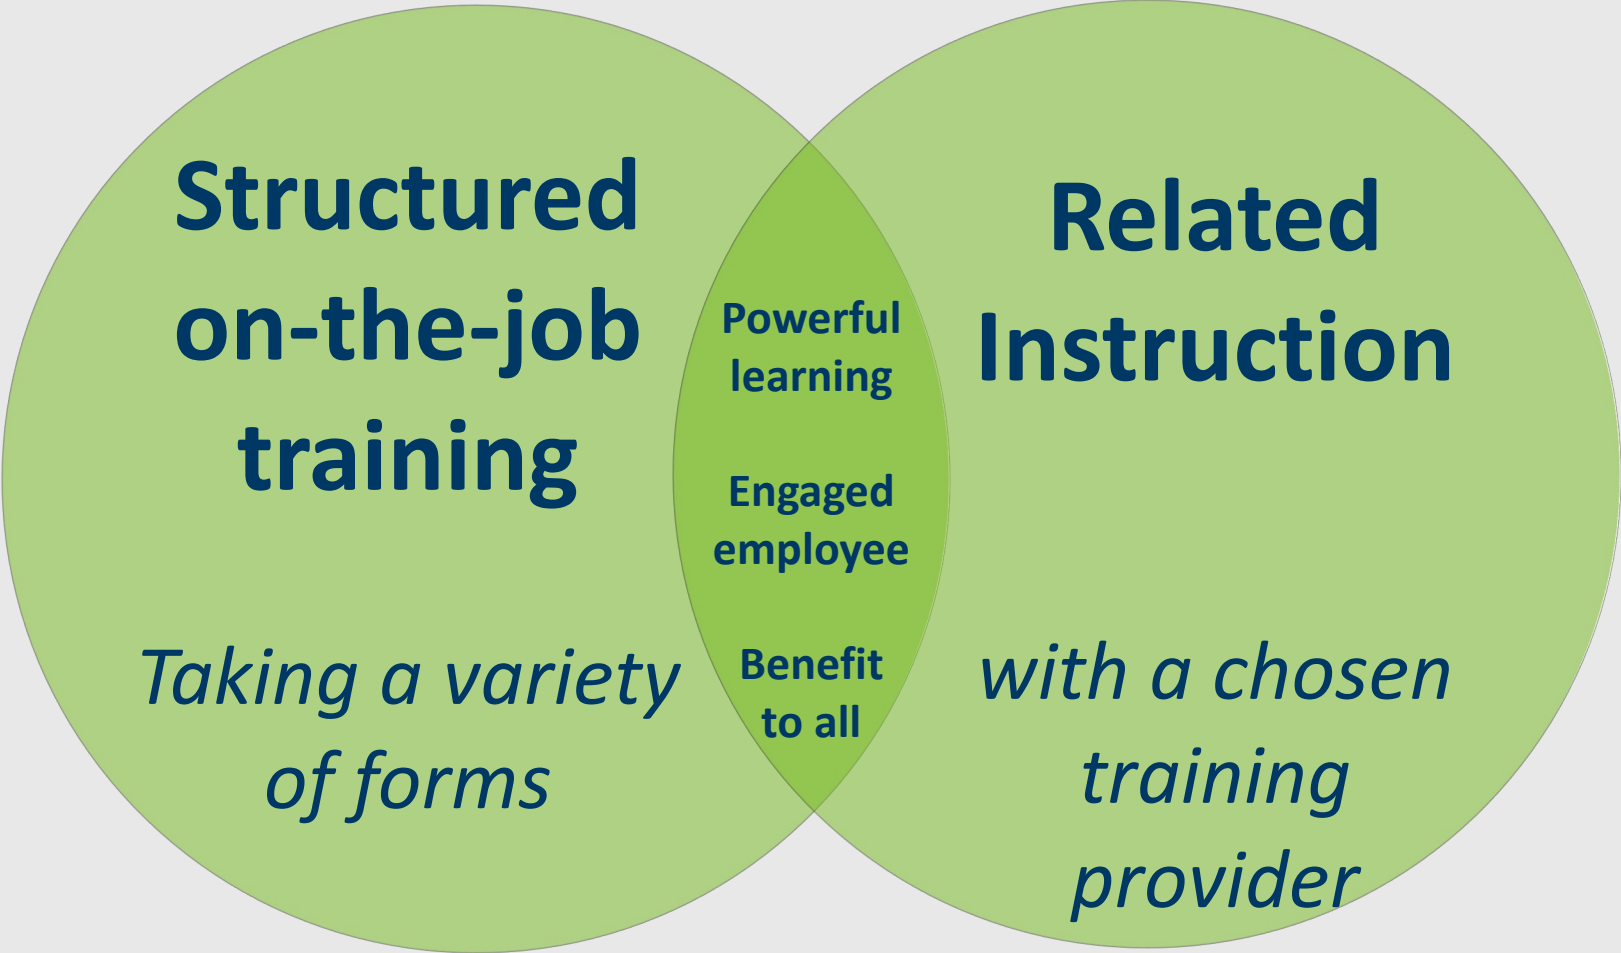 Structured
on-the-job
training
Taking a variety
of forms
Powerful
learning
Engaged
employee
Benefit
to all
Related
Instruction
with a chosen
training
provider